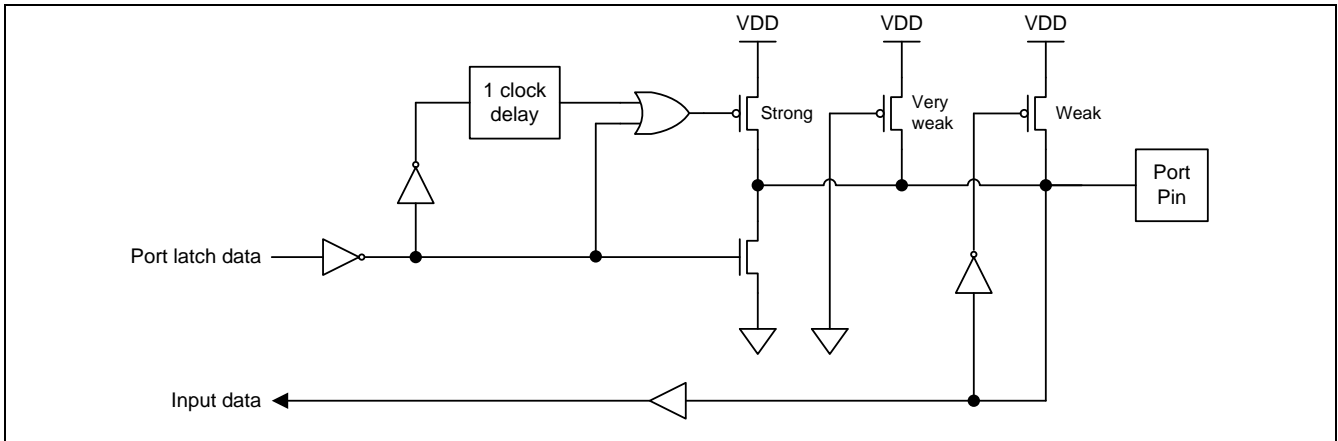 VDD
VDD
VDD
1 clock
delay
Strong
Very
weak
Weak
Port
Pin
Port latch data
Input data